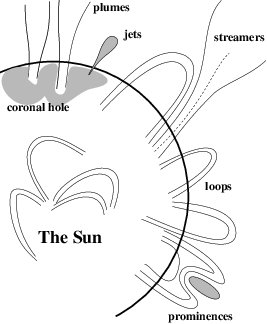 plumes
jets
streamers
coronal hole
loops
The Sun
prominences